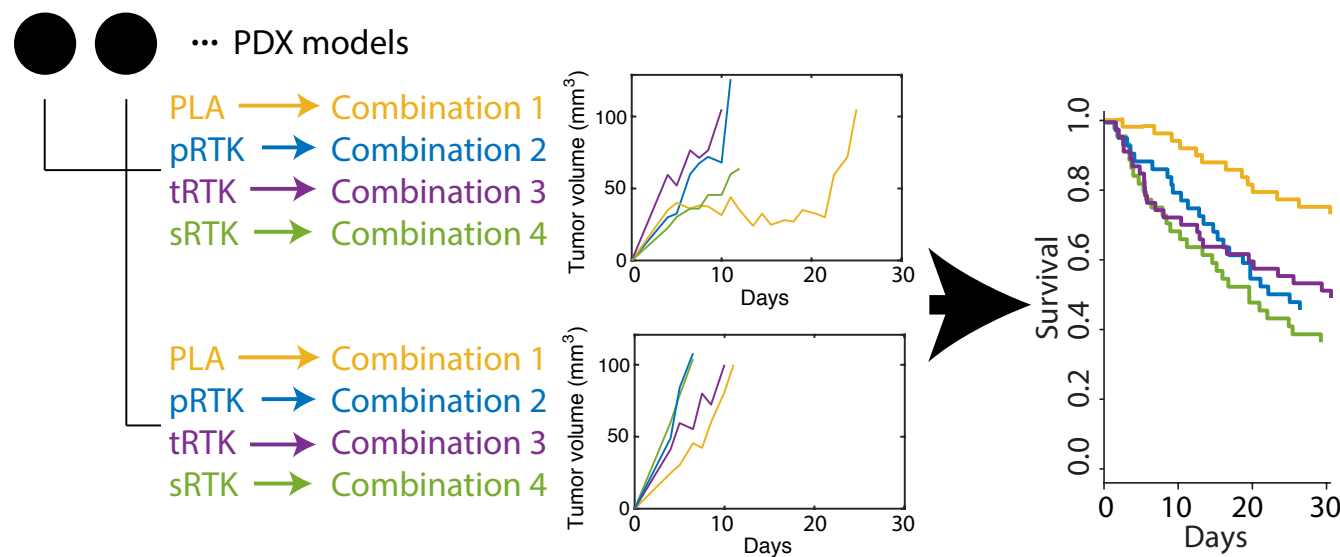 ... PDX models
PLA Combination 1
pRTK Combination 2
tRTK Combination 3
sRTK Combination 4
Tumor volume (mm³)
100
50
0
0 10 20 30
Days
PLA Combination 1
pRTK Combination 2
tRTK Combination 3
sRTK Combination 4
Tumor volume (mm³)
100
50
0
0 10 20 30
Days
Survival
1.0
0.8
0.6
0.4
0.2
0.0
0 10 20 30
Days